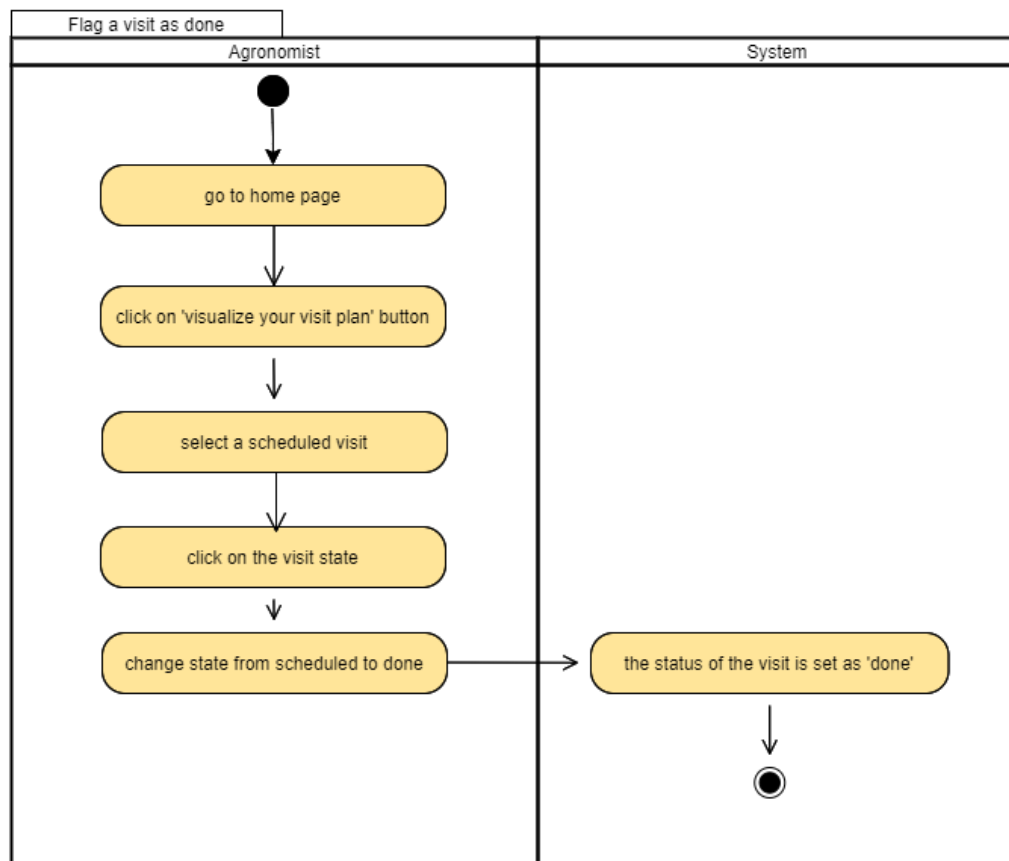 Flag a visit as done
Agronomist
System
go to home page
click on 'visualize your visit plan' button
select a scheduled visit
click on the visit state
change state from scheduled to done
the status of the visit is set as 'done'